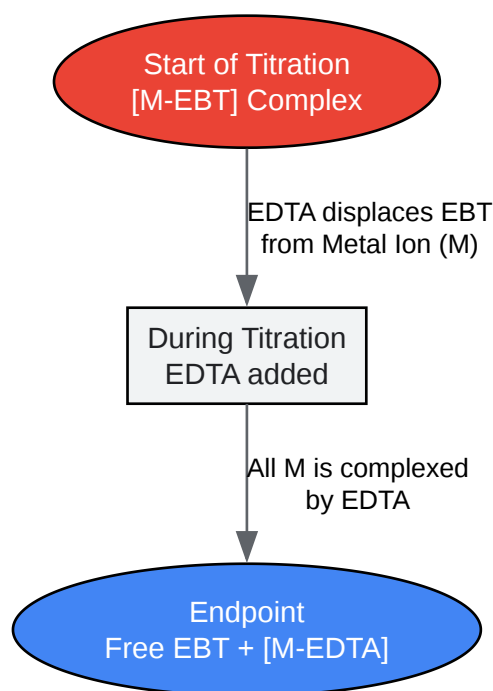 Start of Titration
[M-EBT] Complex
EDTA displaces EBT
from Metal Ion (M)
During Titration
EDTA added
All M is complexed
by EDTA
Endpoint
Free EBT + [M-EDTA]